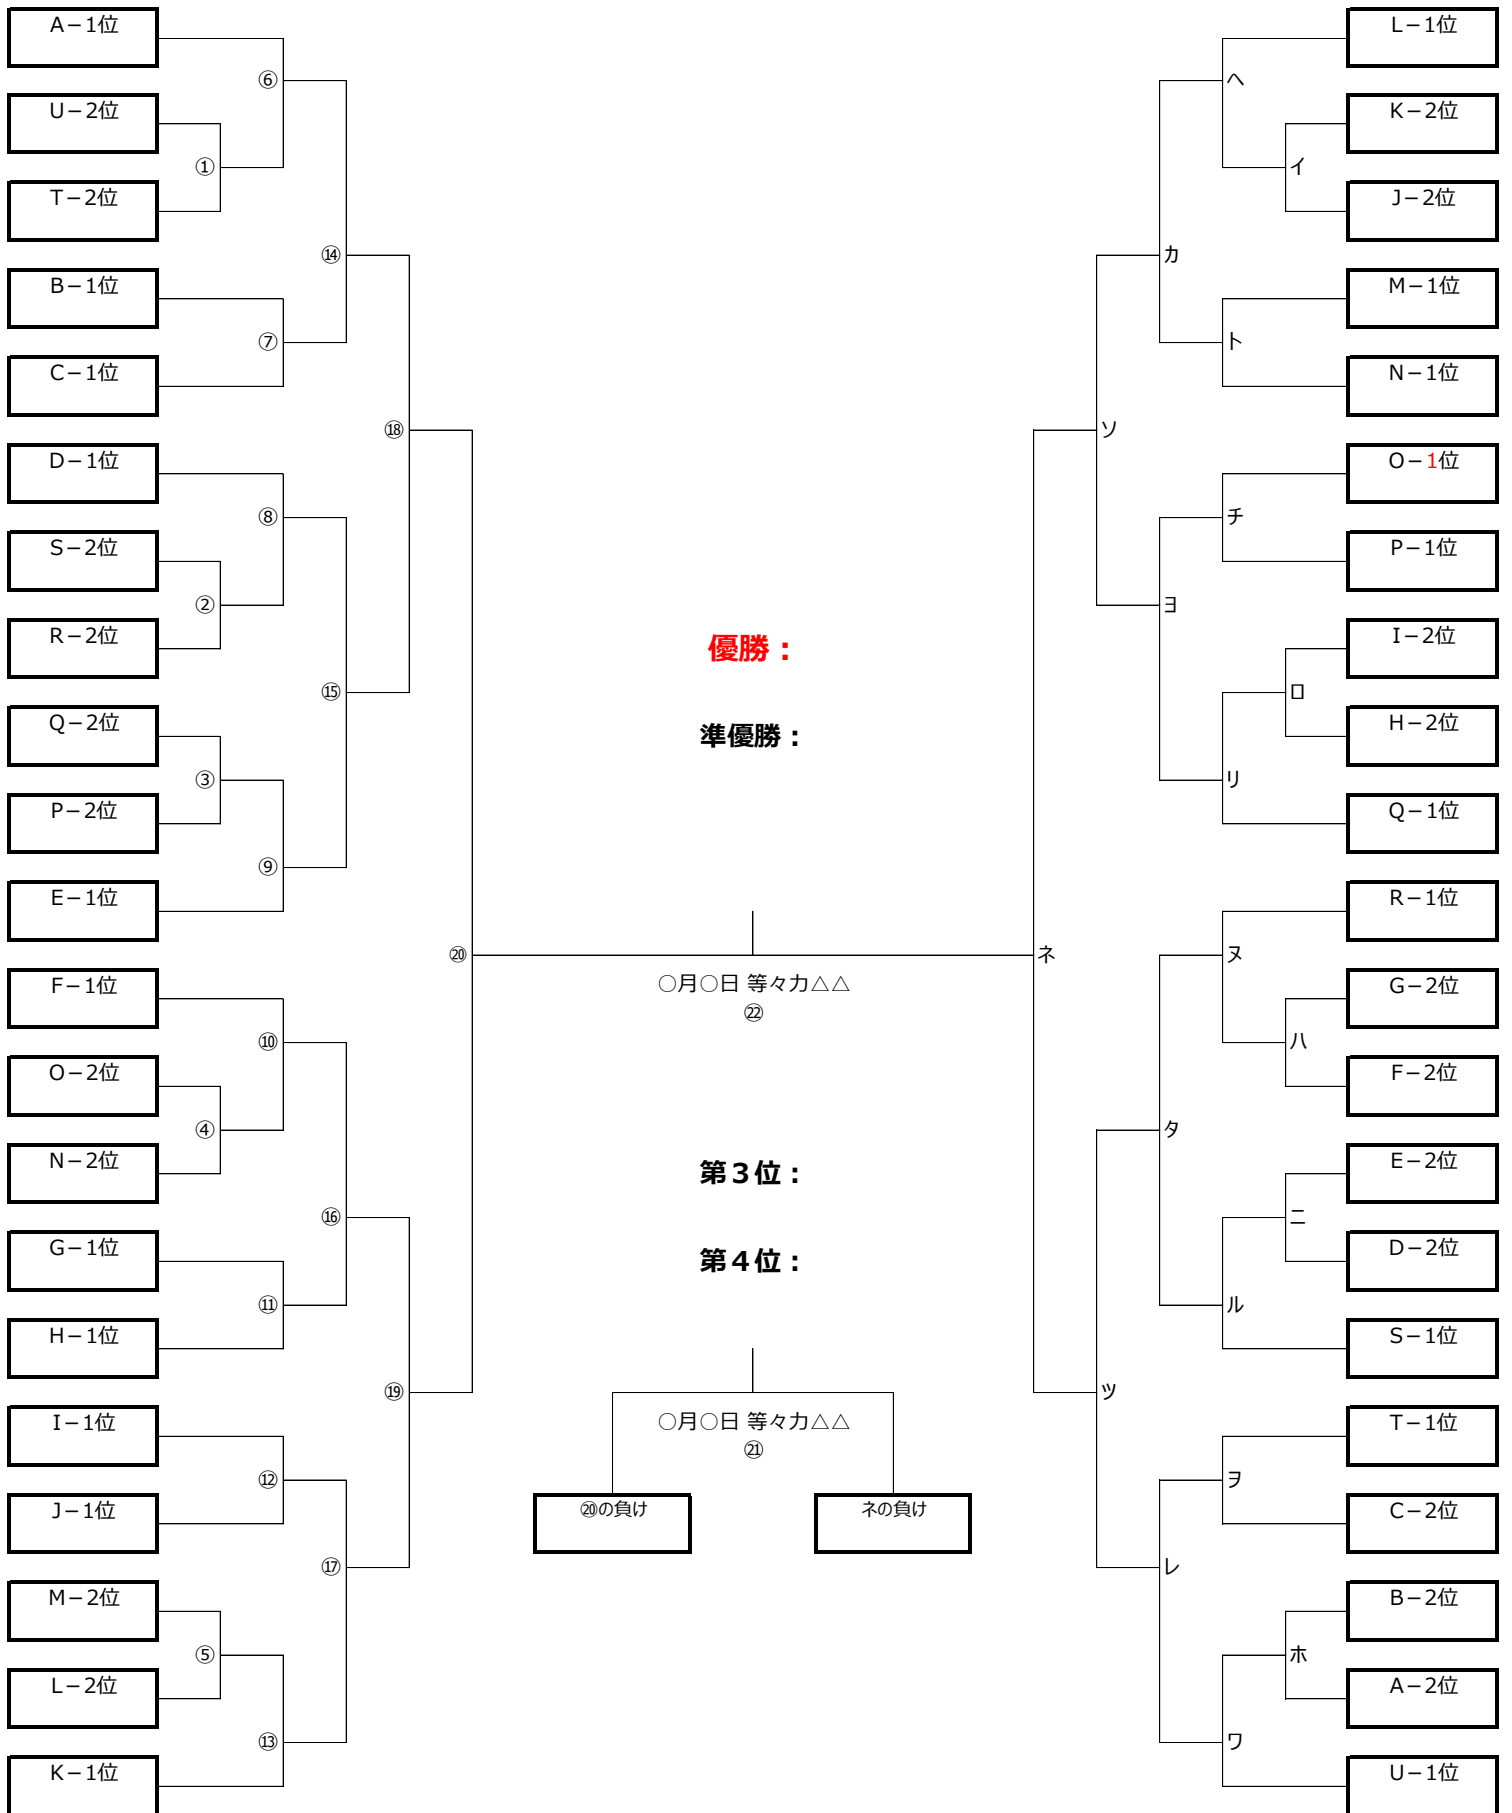 A－1位
⑥
U－2位
①
T－2位
⑭
B－1位
⑦
C－1位
⑱
D－1位
⑧
S－2位
②
R－2位
⑮
Q－2位
③
P－2位
⑨
E－1位
⑳
F－1位
⑩
O－2位
④
N－2位
⑯
G－1位
⑪
H－1位
⑲
I－1位
⑫
J－1位
⑰
M－2位
⑤
L－2位
⑬
K－1位
優勝：
準優勝：
○月○日 等々力△△
㉒
第３位：
第４位：
○月○日 等々力△△
㉑
⑳の負け
ネの負け
L－1位
ヘ
K－2位
イ
J－2位
カ
M－1位
ト
N－1位
ソ
O－1位
チ
P－1位
ヨ
I－2位
ロ
H－2位
リ
Q－1位
R－1位
ネ
ヌ
G－2位
ハ
F－2位
タ
E－2位
ニ
D－2位
ル
S－1位
ツ
T－1位
ヲ
C－2位
レ
B－2位
ホ
A－2位
ワ
U－1位